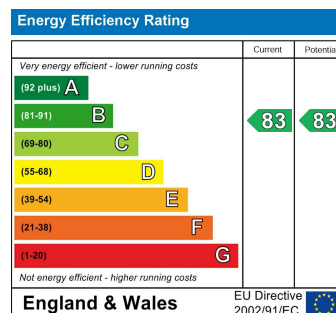 Energy Efficiency Rating
Current Potentia
Very energy efficient - lower running costs
(92 plus) A
(81-91) B 83 83
(69-80) C
(55-68) D
(39-54) E
(21-38) F
(1-20) G
Not energy efficient - higher running costs
England & Wales
EU Directive
2002/91/EC